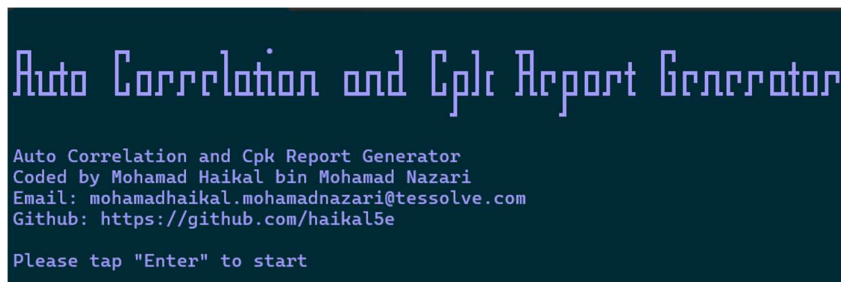 Auto Correlation and Cpk Report Generator
Auto Correlation and Cpk Report Generator
Coded by Mohamad Haikal bin Mohamad Nazari
Email: mohamadhaikal.mohamadnazari@tessolve.com
Github: https://github.com/haikal5e
Please tap "Enter" to start